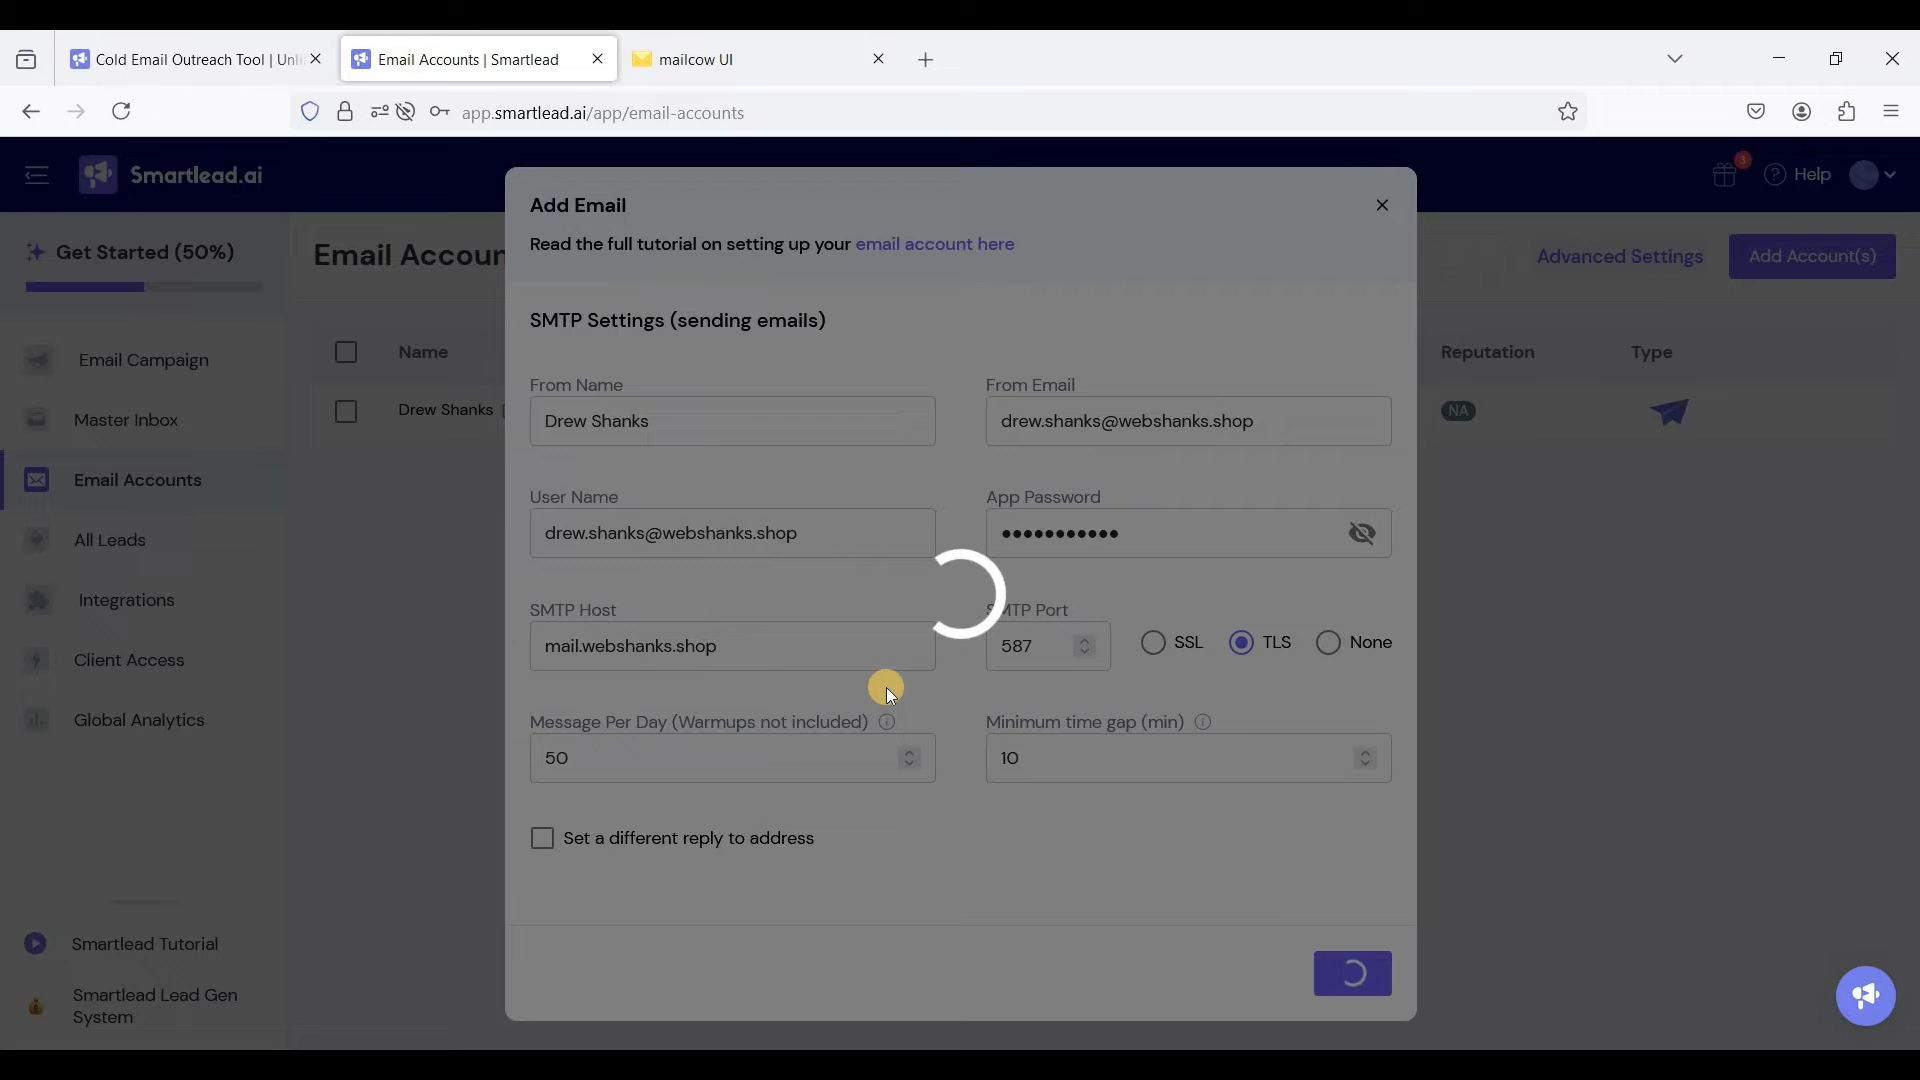 Cold Email Outreach Tool | Unli
Email Accounts | Smartlead
mailcow UI
app.smartlead.ai/app/email-accounts
Smartlead.ai
3
Help
Add Email
Read the full tutorial on setting up your email account here
Get Started (50%)
Email Accoun
Advanced Settings
Add Account(s)
SMTP Settings (sending emails)
Name
Reputation
Type
Drew Shanks
NA
Email Campaign
Master Inbox
Email Accounts
All Leads
Integrations
Client Access
Global Analytics
Smartlead Tutorial
Smartlead Lead Gen
System
From Name
From Email
Drew Shanks
drew.shanks@webshanks.shop
User Name
App Password
drew.shanks@webshanks.shop
•••••••••••
SMTP Host
SMTP Port
mail.webshanks.shop
587
SSL
TLS
None
Message Per Day (Warmups not included)
Minimum time gap (min)
50
10
Set a different reply to address